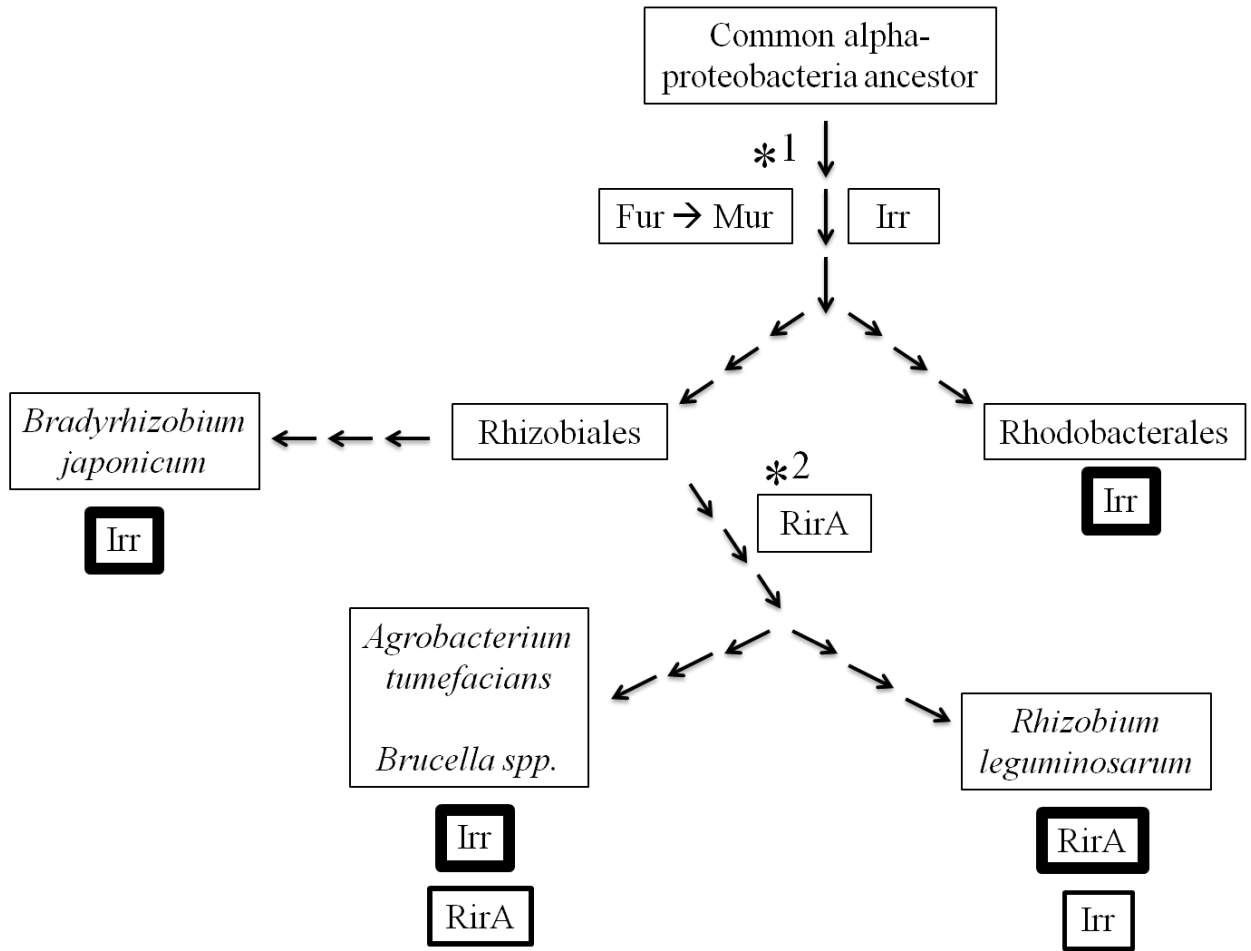 Common alpha-
proteobacteria ancestor
*1
Fur → Mur
Irr
Bradyrhizobium
japonicum
Rhizobiales
Rhodobacterales
Irr
Irr
*2
RirA
Agrobacterium
tumefacians
Brucella spp.
Rhizobium
leguminosarum
Irr
RirA
RirA
Irr